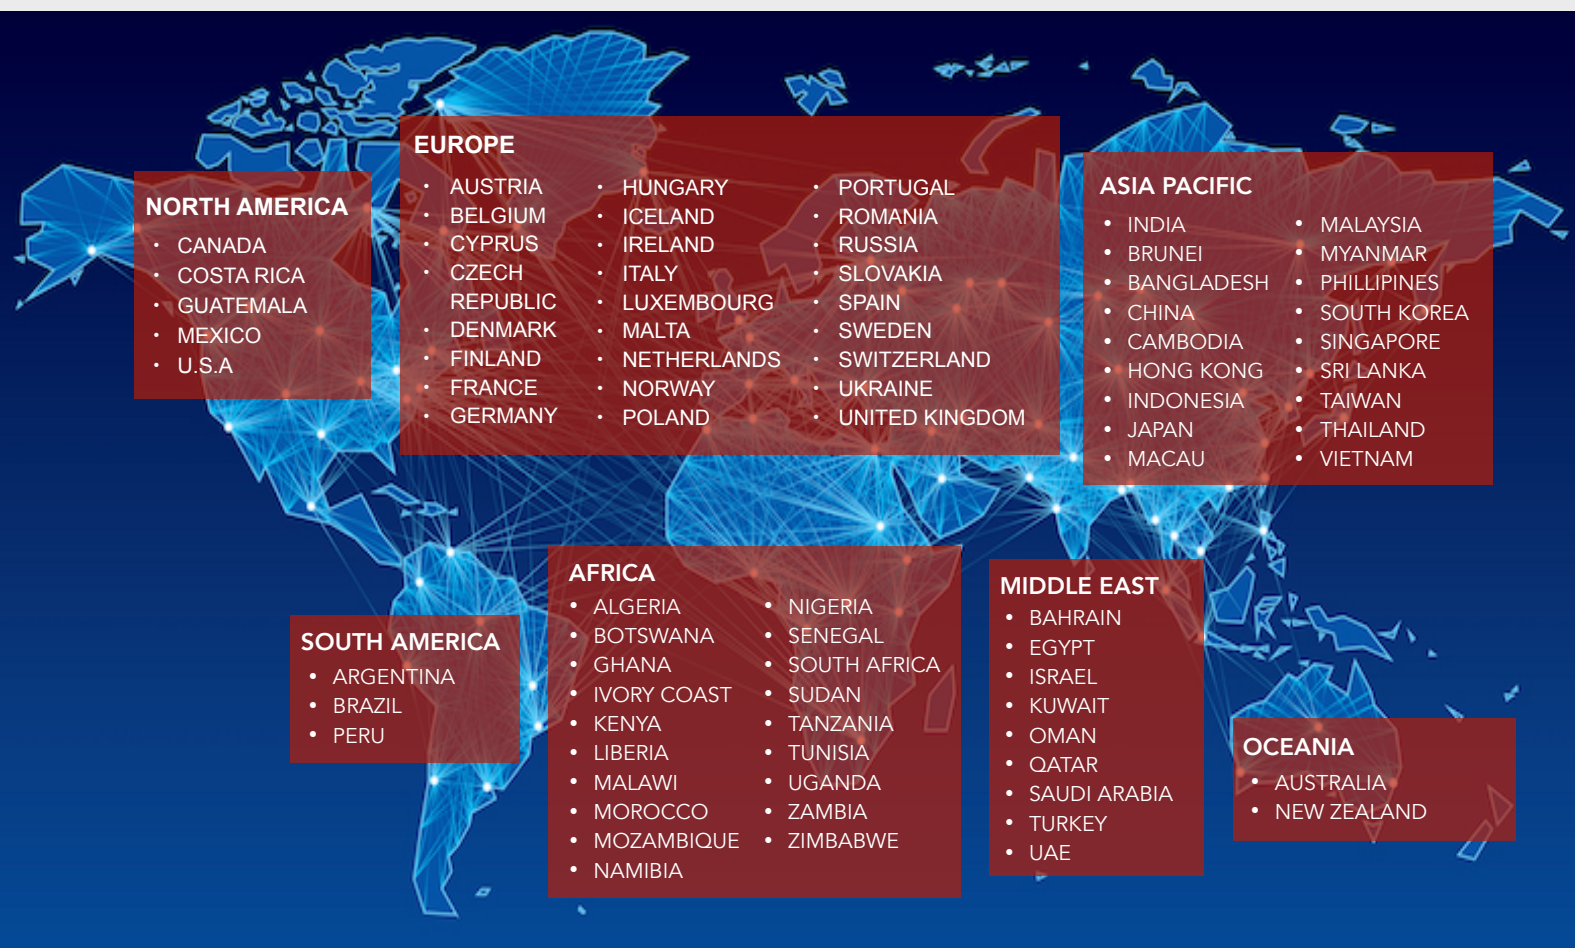 NORTH AMERICA
• CANADA
• COSTA RICA
• GUATEMALA
• MEXICO
• U.S.A
EUROPE
• AUSTRIA
• BELGIUM
• CYPRUS
• CZECH
REPUBLIC
• DENMARK
• FINLAND
• FRANCE
• GERMANY
• HUNGARY
• ICELAND
• IRELAND
• ITALY
• LUXEMBOURG
• MALTA
• NETHERLANDS
• NORWAY
• POLAND
• PORTUGAL
• ROMANIA
• RUSSIA
• SLOVAKIA
• SPAIN
• SWEDEN
• SWITZERLAND
• UKRAINE
• UNITED KINGDOM
ASIA PACIFIC
• INDIA
• BRUNEI
• BANGLADESH
• CHINA
• CAMBODIA
• HONG KONG
• INDONESIA
• JAPAN
• MACAU
• MALAYSIA
• MYANMAR
• PHILLIPINES
• SOUTH KOREA
• SINGAPORE
• SRI LANKA
• TAIWAN
• THAILAND
• VIETNAM
SOUTH AMERICA
• ARGENTINA
• BRAZIL
• PERU
AFRICA
• ALGERIA
• BOTSWANA
• GHANA
• IVORY COAST
• KENYA
• LIBERIA
• MALAWI
• MOROCCO
• MOZAMBIQUE
• NAMIBIA
• NIGERIA
• SENEGAL
• SOUTH AFRICA
• SUDAN
• TANZANIA
• TUNISIA
• UGANDA
• ZAMBIA
• ZIMBABWE
MIDDLE EAST
• BAHRAIN
• EGYPT
• ISRAEL
• KUWAIT
• OMAN
• QATAR
• SAUDI ARABIA
• TURKEY
• UAE
OCEANIA
• AUSTRALIA
• NEW ZEALAND